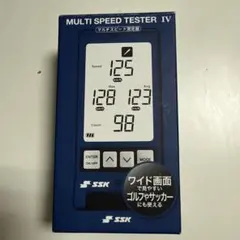 MULTI SPEED TESTER IV
マルチスピード測定器
125
128 123
98
ENTER
MODE
SSK
ワイド画面
で見やすい
ゴルフやサッカー
にも使える
SSK